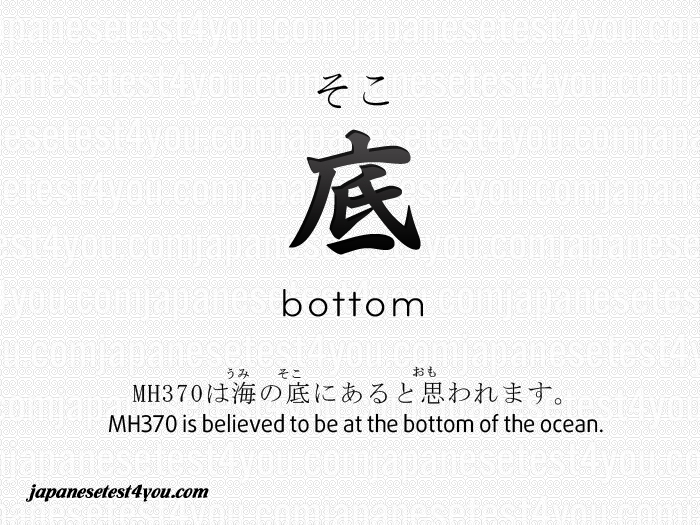 そこ
底
bottom
うみ そこ おも
MH370は海の底にあると思われます。
MH370 is believed to be at the bottom of the ocean.
japanesetest4you.com